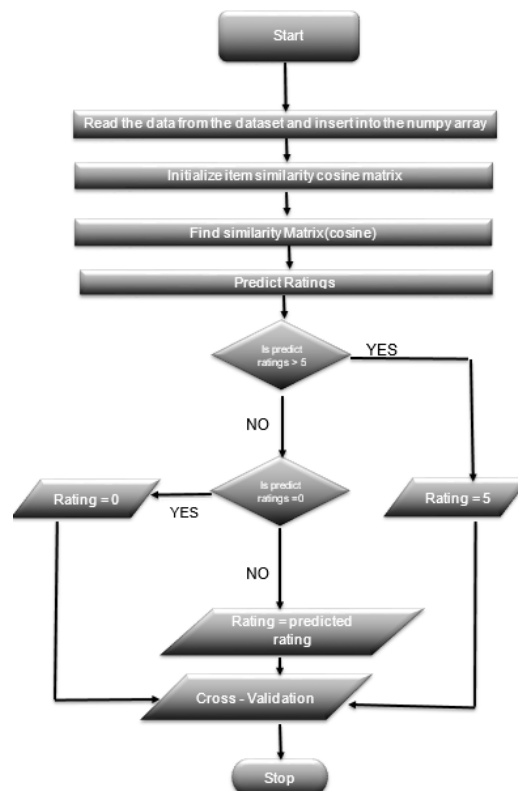 Start
Read the data from the dataset and insert into the numpy array
Initialize item similarity cosine matrix
Find similarity Matrix(cosine)
Predict Ratings
Is predict
ratings > 5
YES
NO
Is predict
ratings =0
Rating = 0
YES
Rating = 5
NO
Rating = predicted
rating
Cross - Validation
Stop